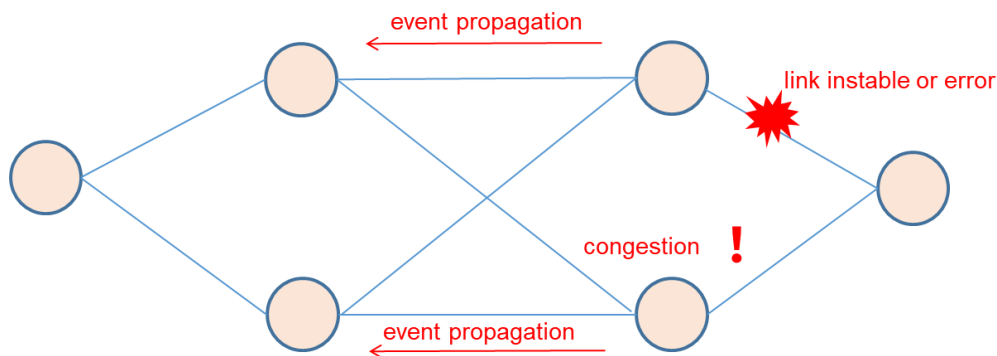 event propagation
link instable or error
congestion !
event propagation